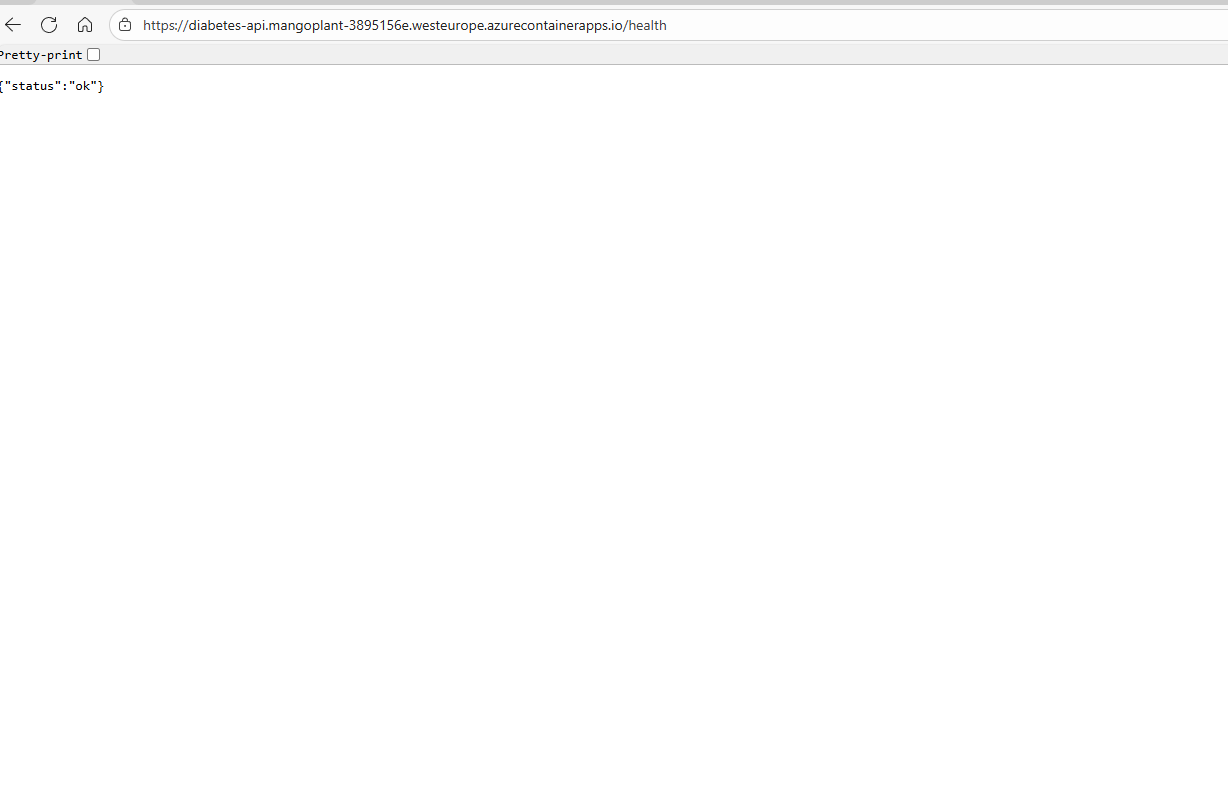 https://diabetes-api.mangoplant-3895156e.westeurope.azurecontainerapps.io/health
Pretty-print
{"status":"ok"}